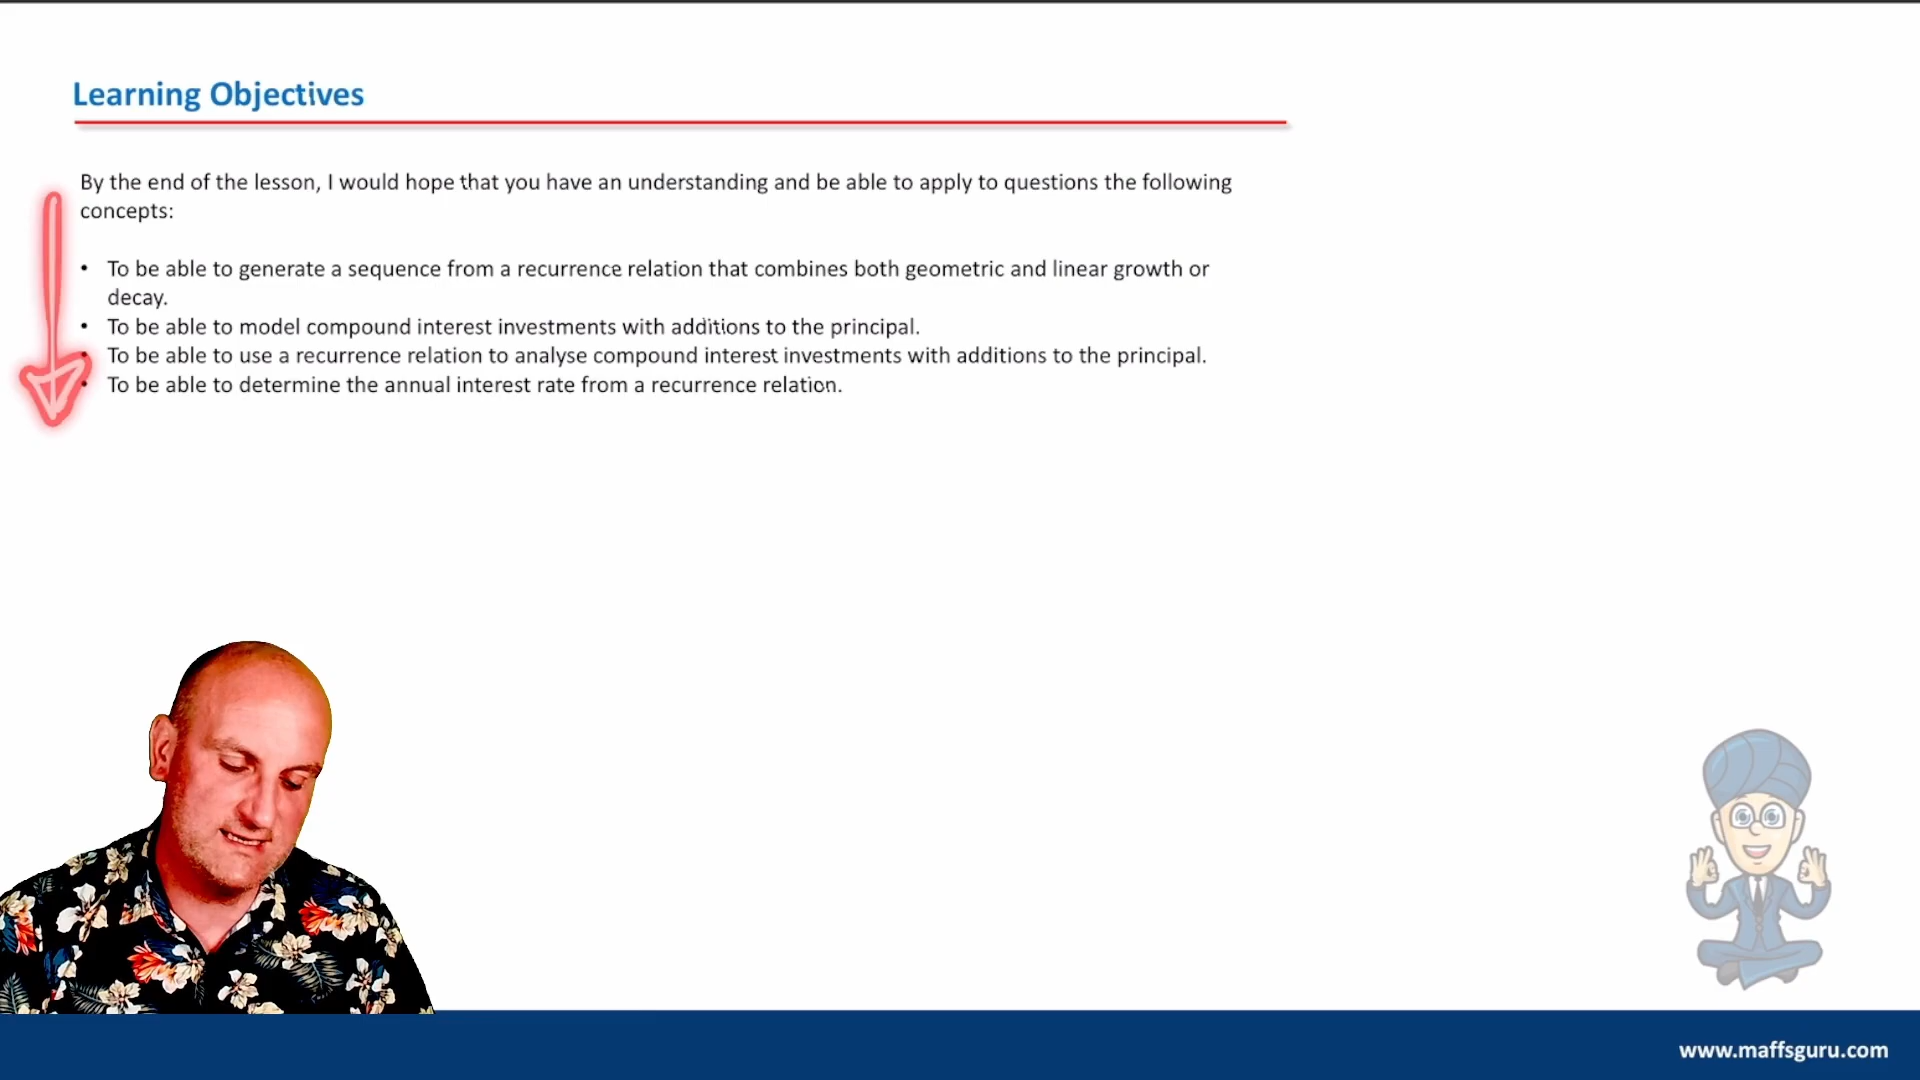 Learning Objectives
By the end of the lesson, I would hope that you have an understanding and be able to apply to questions the following
concepts:
• To be able to generate a sequence from a recurrence relation that combines both geometric and linear growth or
decay.
• To be able to model compound interest investments with additions to the principal.
• To be able to use a recurrence relation to analyse compound interest investments with additions to the principal.
• To be able to determine the annual interest rate from a recurrence relation.
www.maffsguru.com